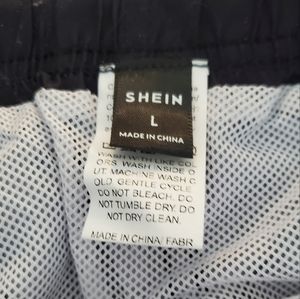 SHEIN
L
MADE IN CHINA
WASH WITH LIKE CO
ORS. WASH INSIDE O
UT. MACHINE WASH C
OLD. GENTLE CYCLE
DO NOT BLEACH. DO
NOT TUMBLE DRY. DO
NOT DRY CLEAN.
MADE IN CHINA/ FABR